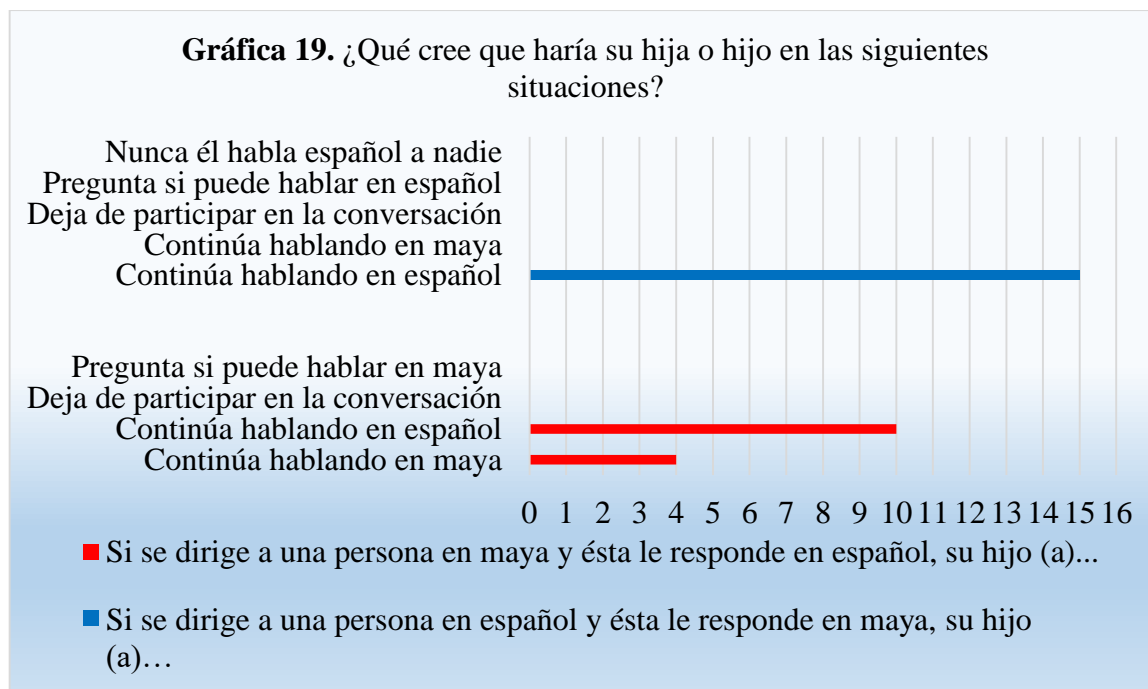 Gráfica 19. ¿Qué cree que haría su hija o hijo en las siguientes
situaciones?
Nunca él habla español a nadie
Pregunta si puede hablar en español
Deja de participar en la conversación
Continúa hablando en maya
Continúa hablando en español
Pregunta si puede hablar en maya
Deja de participar en la conversación
Continúa hablando en español
Continúa hablando en maya
0 1 2 3 4 5 6 7 8 9 10 11 12 13 14 15 16
Si se dirige a una persona en maya y ésta le responde en español, su hijo (a)...
Si se dirige a una persona en español y ésta le responde en maya, su hijo
(a)…